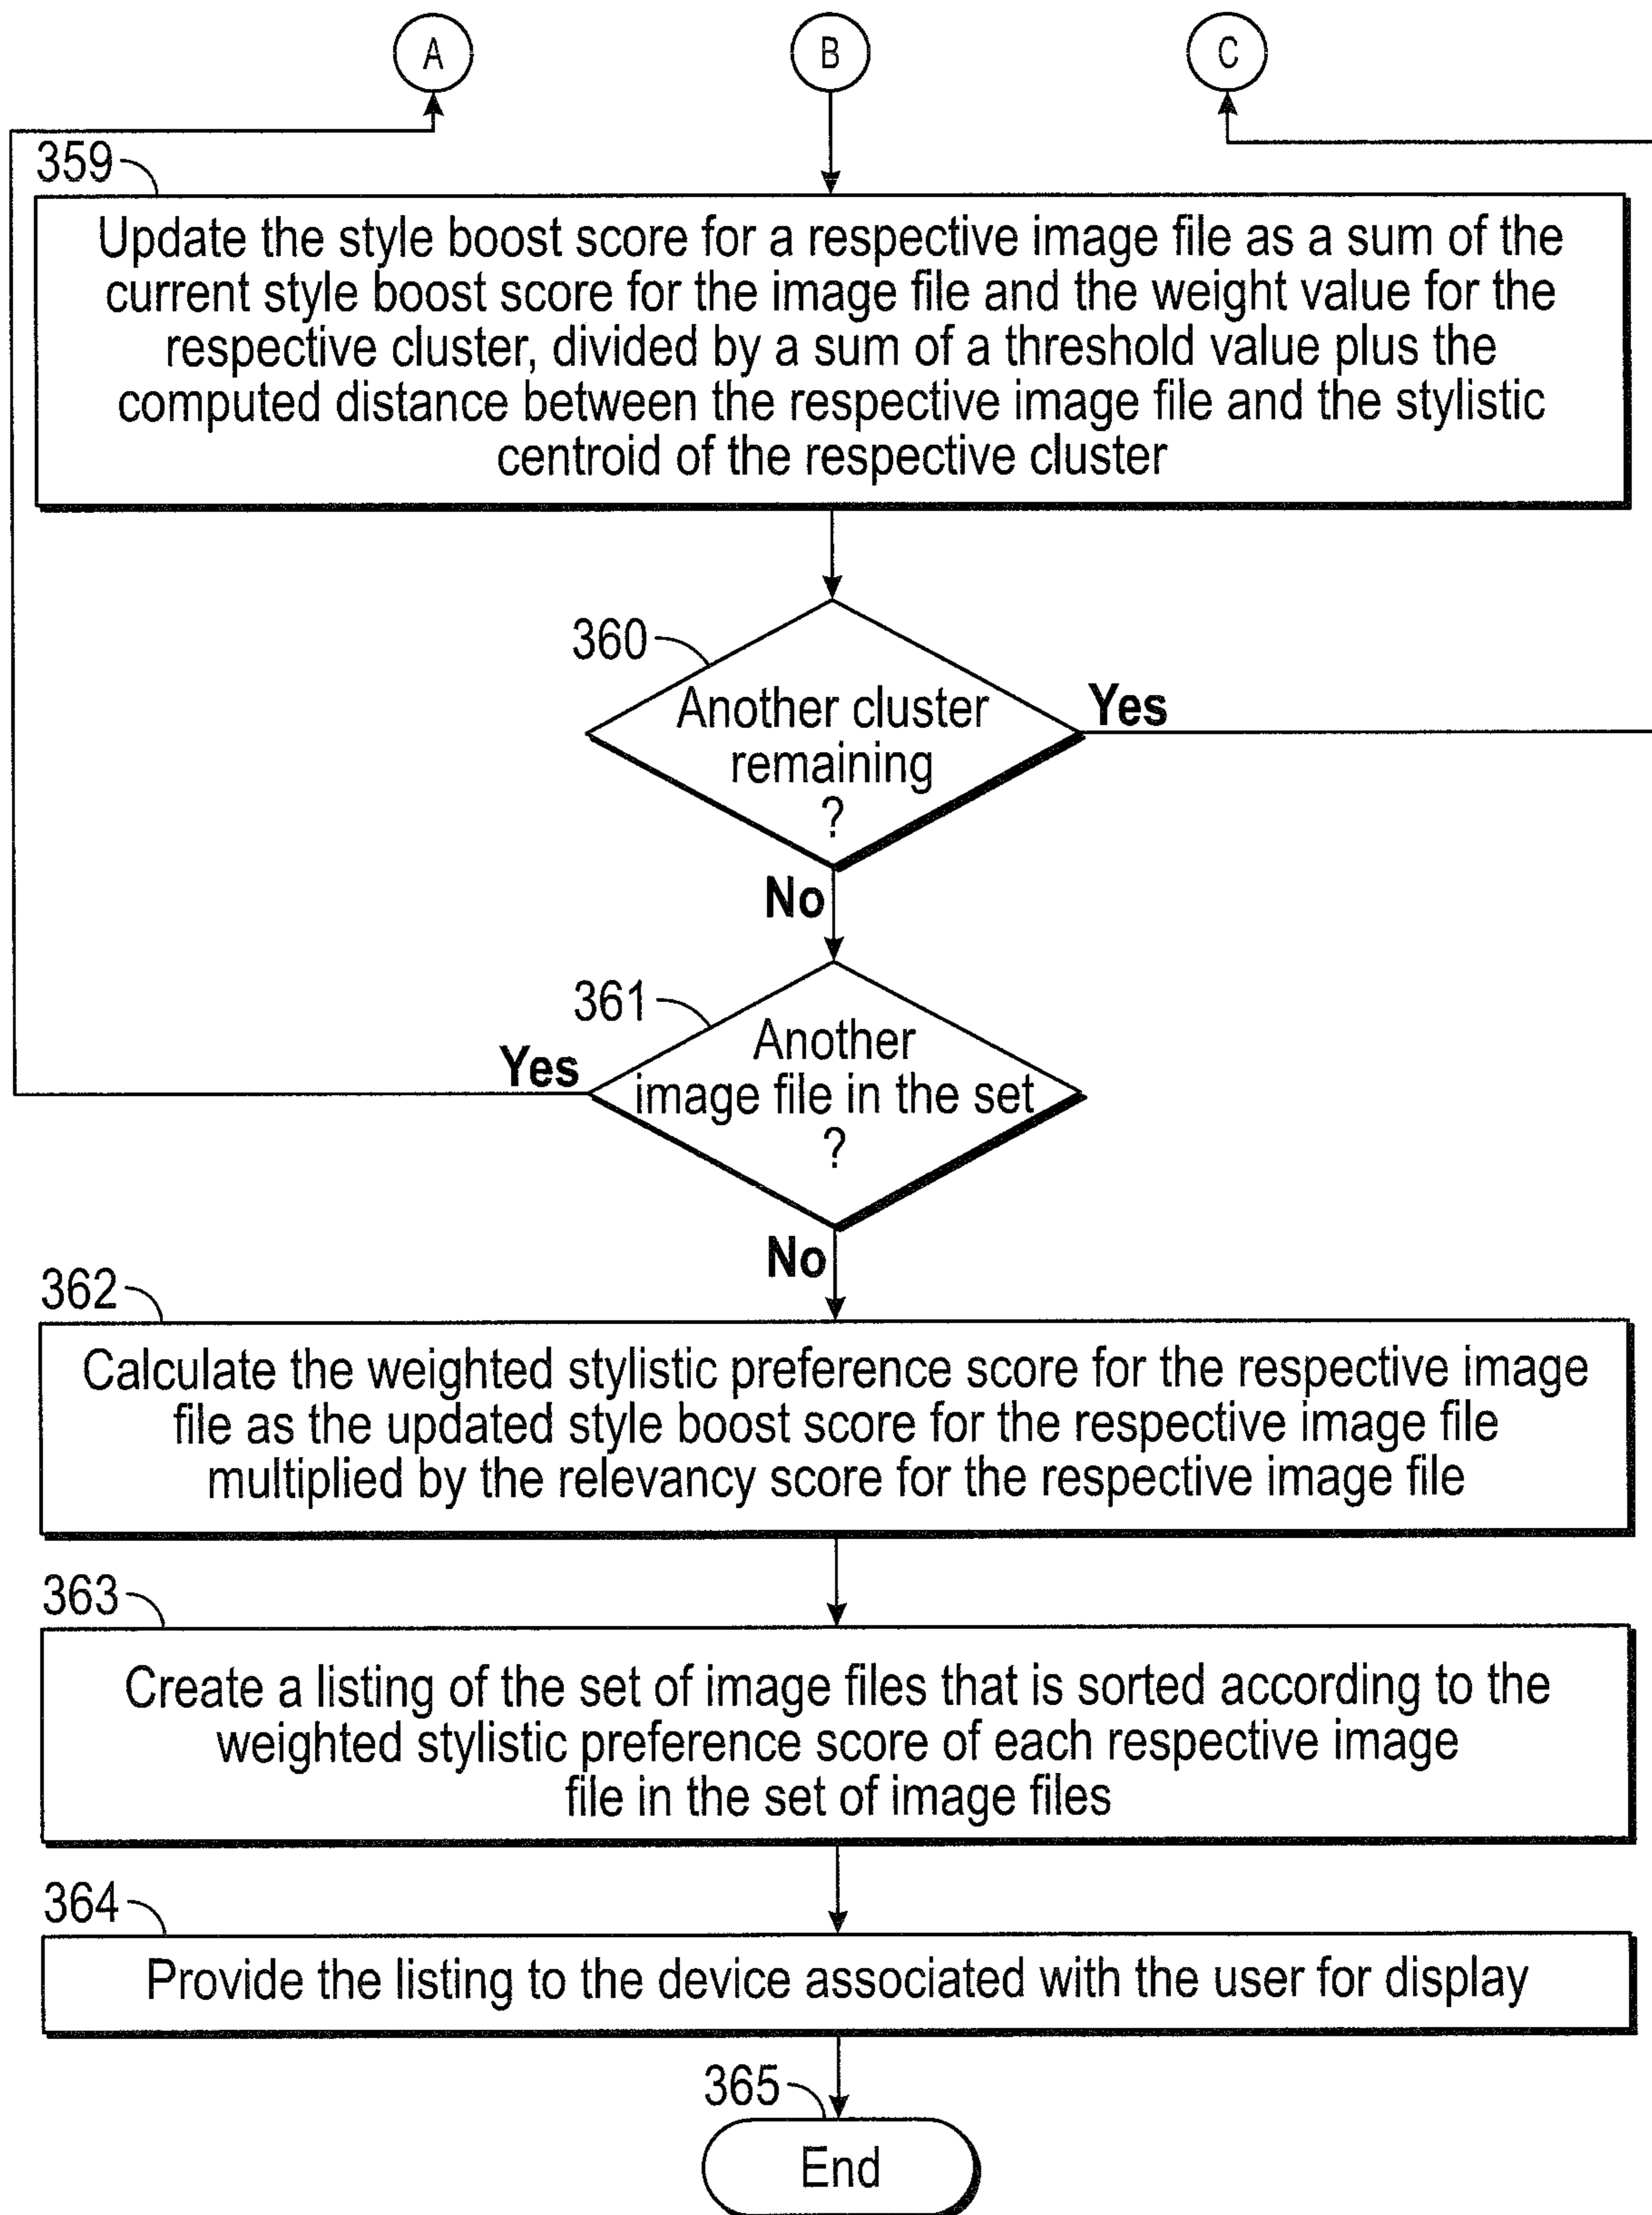 A
B
C
359
Update the style boost score for a respective image file as a sum of the
current style boost score for the image file and the weight value for the
respective cluster, divided by a sum of a threshold value plus the
computed distance between the respective image file and the stylistic
centroid of the respective cluster
360
Another cluster
remaining
?
Yes
No
361
Another
image file in the set
?
Yes
No
362
Calculate the weighted stylistic preference score for the respective image
file as the updated style boost score for the respective image file
multiplied by the relevancy score for the respective image file
363
Create a listing of the set of image files that is sorted according to the
weighted stylistic preference score of each respective image
file in the set of image files
364
Provide the listing to the device associated with the user for display
365
End